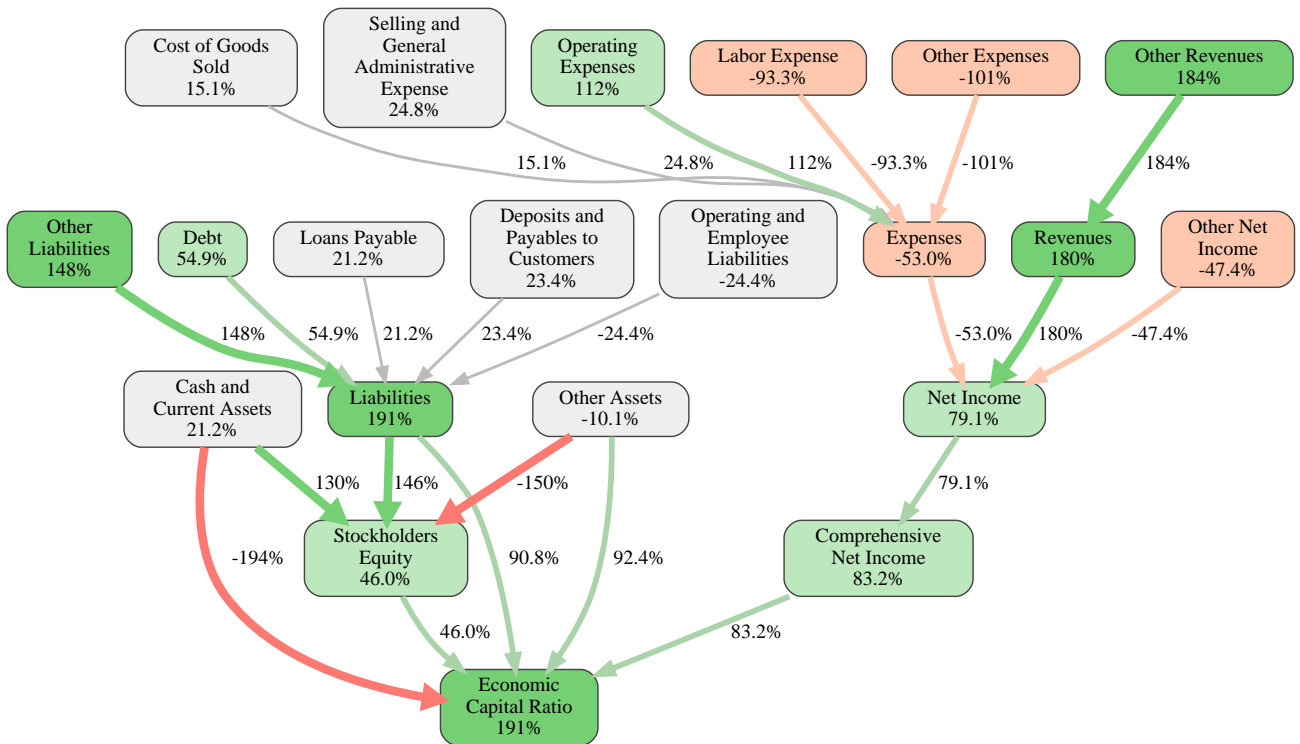 Cost of Goods
Sold
15.1%
Selling and
General
Administrative
Expense
24.8%
Operating
Expenses
112%
Labor Expense
-93.3%
Other Expenses
-101%
Other Revenues
184%
15.1%
24.8%
112%
-93.3%
-101%
184%
Other
Liabilities
148%
Debt
54.9%
Loans Payable
21.2%
Deposits and
Payables to
Customers
23.4%
Operating and
Employee
Liabilities
-24.4%
Expenses
-53.0%
Revenues
180%
Other Net
Income
-47.4%
148%
54.9%
21.2%
23.4%
-24.4%
-53.0%
180%
-47.4%
Cash and
Current Assets
21.2%
Liabilities
191%
Other Assets
-10.1%
Net Income
79.1%
130%
146%
-150%
79.1%
-194%
Stockholders
Equity
46.0%
90.8%
92.4%
Comprehensive
Net Income
83.2%
46.0%
83.2%
Economic
Capital Ratio
191%